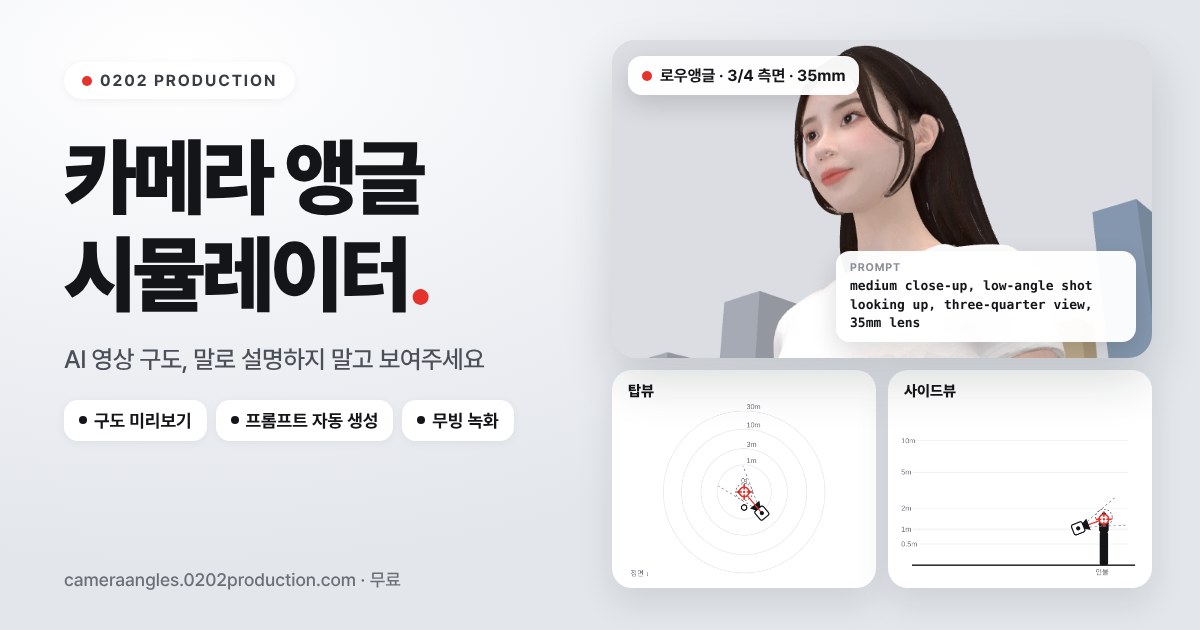 0202 PRODUCTION
카메라 앵글
시뮬레이터.
AI 영상 구도, 말로 설명하지 말고 보여주세요
구도 미리보기
프롬프트 자동 생성
무빙 녹화
cameraangles.0202production.com · 무료
로우앵글 · 3/4 측면 · 35mm
PROMPT
medium close-up, low-angle shot
looking up, three-quarter view,
35mm lens
탑뷰
30m
10m
3m
1m
정면 ↓
사이드뷰
10m
5m
2m
1m
0.5m
인물